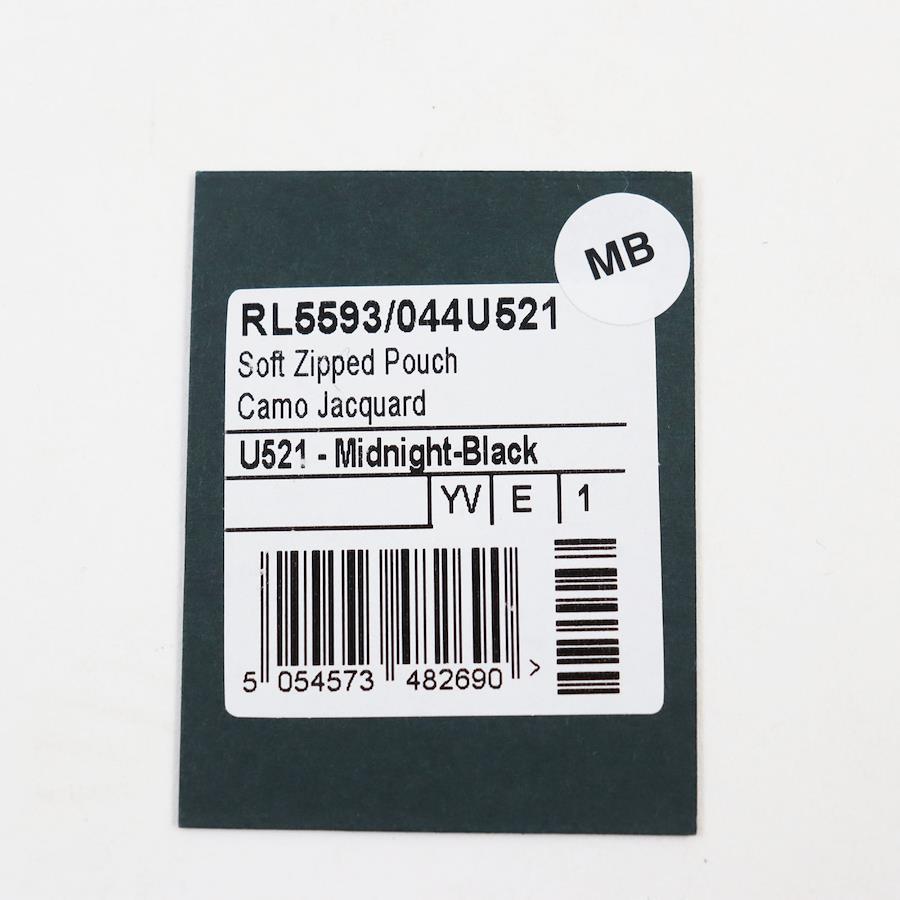 MB
RL5593/044U521
Soft Zipped Pouch
Camo Jacquard
U521 - Midnight-Black
YV E 1
5 054573 482690 >